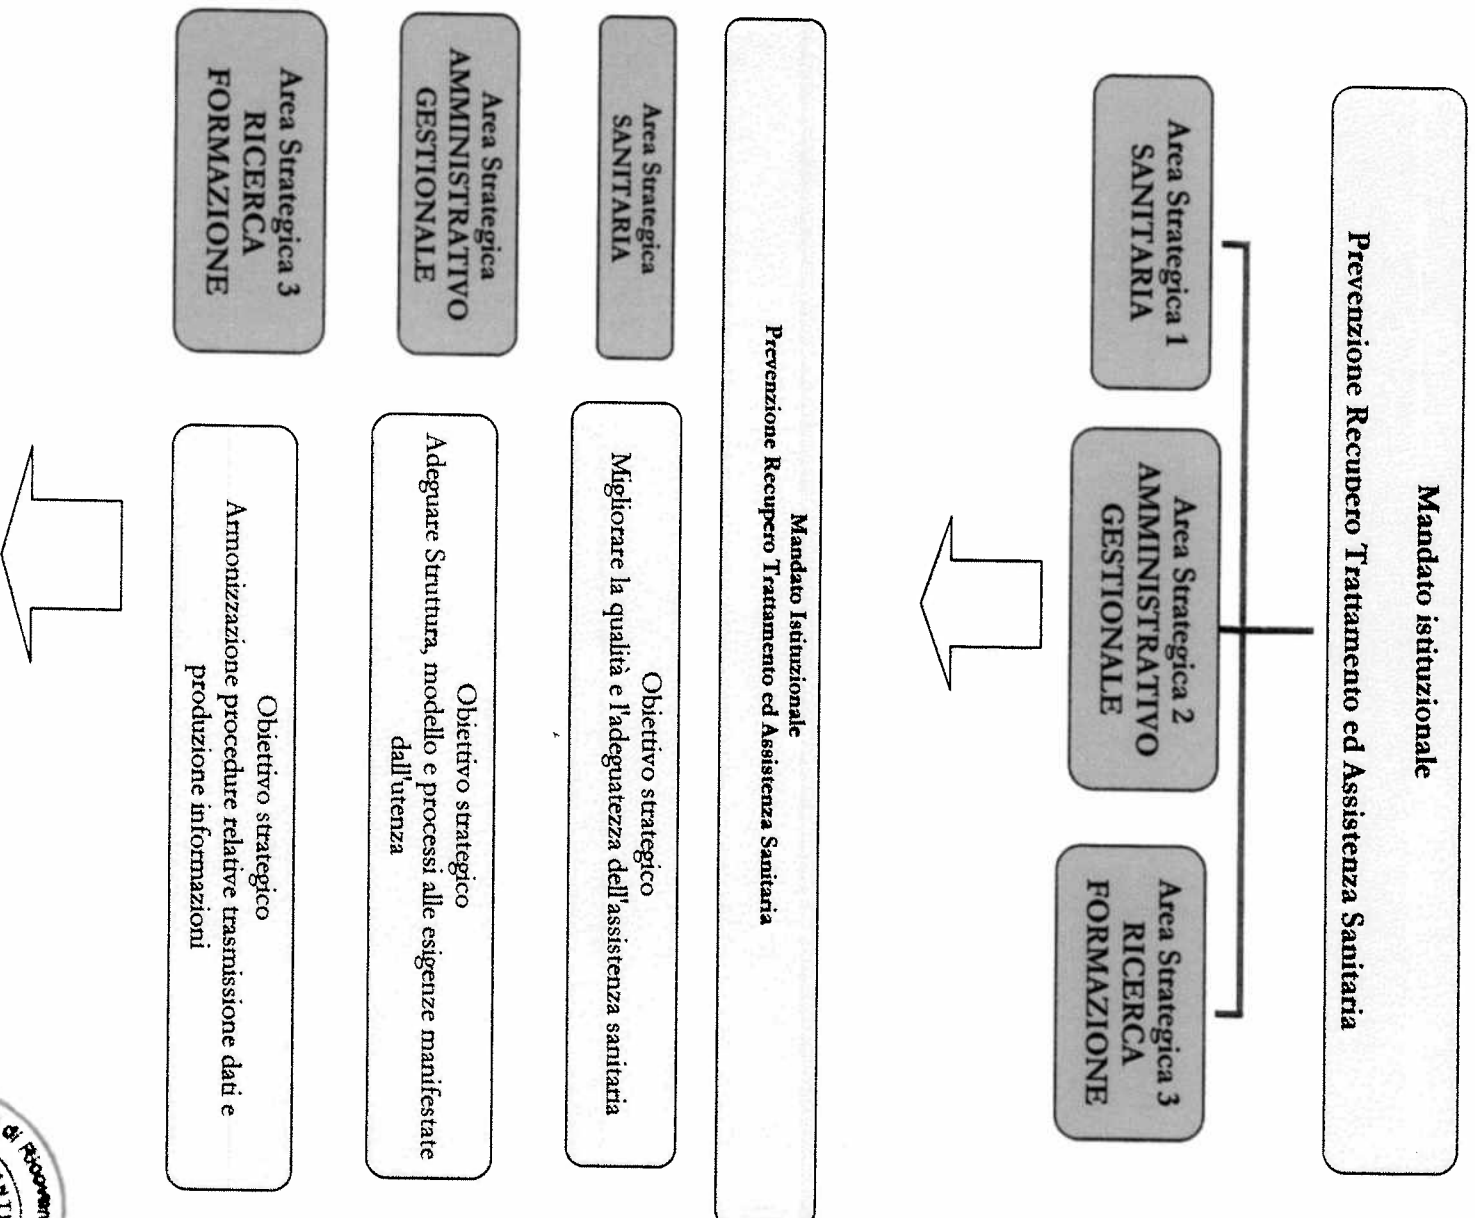 Mandato istituzionale
Prevenzione Recupero Trattamento ed Assistenza Sanitaria
Area Strategica 1
SANITARIA
Area Strategica 2
AMMINISTRATIVO
GESTIONALE
Area Strategica 3
RICERCA
FORMAZIONE
Mandato Istituzionale
Prevenzione Recupero Trattamento ed Assistenza Sanitaria
Area Strategica
SANITARIA
Obiettivo strategico
Migliorare la qualità e l'adeguatezza dell'assistenza sanitaria
Area Strategica
AMMINISTRATIVO
GESTIONALE
Obiettivo strategico
Adeguare Struttura, modello e processi alle esigenze manifestate
dall'utenza
Area Strategica 3
RICERCA
FORMAZIONE
Obiettivo strategico
Armonizzazione procedure relative trasmissione dati e
produzione informazioni
di